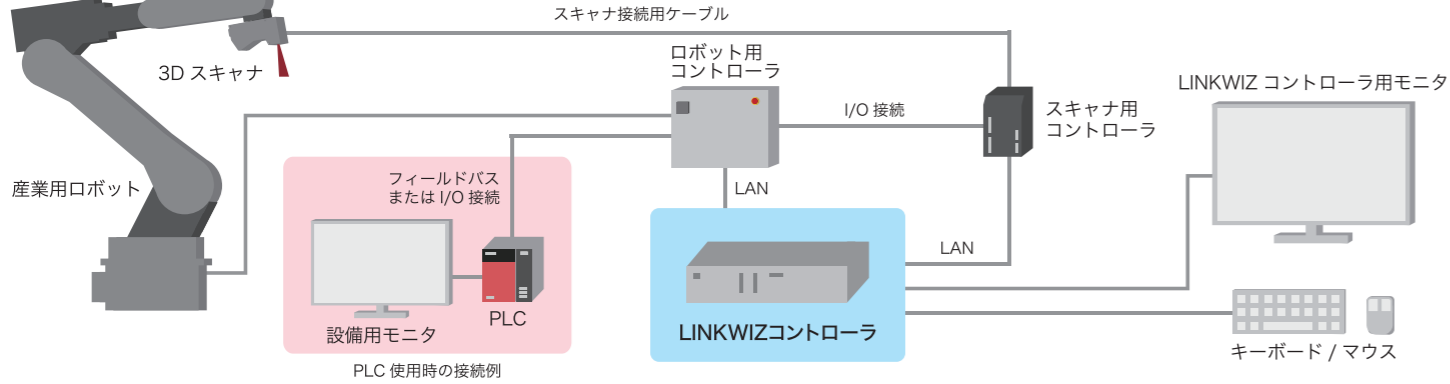 スキャナ接続用ケーブル
3D スキャナ
ロボット用
コントローラ
I/O 接続
スキャナ用
コントローラ
LINKWIZ コントローラ用モニタ
産業用ロボット
フィールドバス
または I/O 接続
LAN
LAN
設備用モニタ
PLC
LINKWIZコントローラ
キーボード / マウス
PLC 使用時の接続例